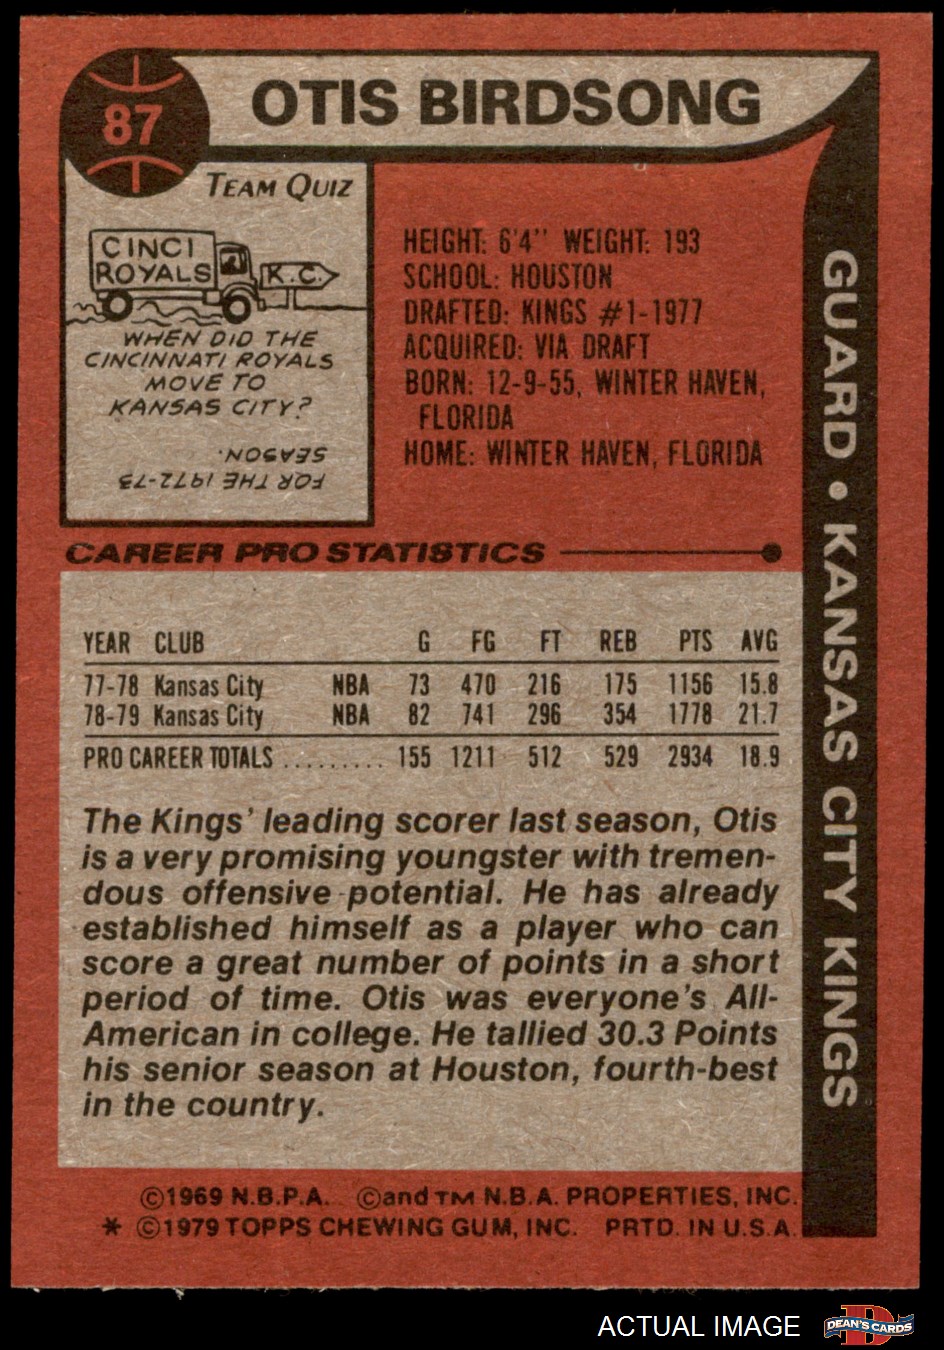 87
OTIS BIRDSONG
TEAM QUIZ
CINCI
ROYALS
K.C.
WHEN DID THE
CINCINNATI ROYALS
MOVE TO
KANSAS CITY?
FOR THE 1972-73
SEASON.
HEIGHT: 6'4'' WEIGHT: 193
SCHOOL: HOUSTON
DRAFTED: KINGS #1-1977
ACQUIRED: VIA DRAFT
BORN: 12-9-55, WINTER HAVEN,
FLORIDA
HOME: WINTER HAVEN, FLORIDA
GUARD • KANSAS CITY KINGS
CAREER PRO STATISTICS
YEAR CLUB G FG FT REB PTS AVG
77-78 Kansas City NBA 73 470 216 175 1156 15.8
78-79 Kansas City NBA 82 741 296 354 1778 21.7
PRO CAREER TOTALS ......... 155 1211 512 529 2934 18.9
The Kings' leading scorer last season, Otis
is a very promising youngster with tremen-
dous offensive potential. He has already
established himself as a player who can
score a great number of points in a short
period of time. Otis was everyone's All-
American in college. He tallied 30.3 Points
his senior season at Houston, fourth-best
in the country.
©1969 N.B.P.A. ©and TM N.B.A. PROPERTIES, INC.
* ©1979 TOPPS CHEWING GUM, INC. PRTD. IN U.S.A.
ACTUAL IMAGE
D
DEAN'S CARDS